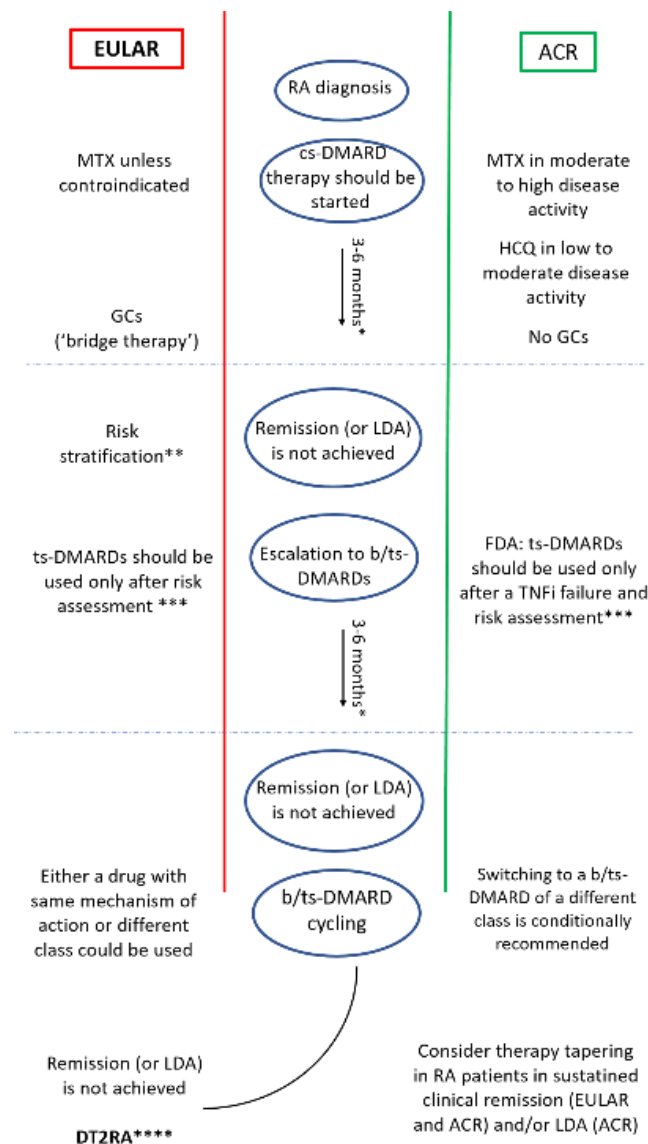 EULAR
ACR
RA diagnosis
MTX unless
controindicated
cs-DMARD
therapy should be
started
MTX in moderate
to high disease
activity
HCQ in low to
moderate disease
activity
3-6 months*
GCs
('bridge therapy')
No GCs
Risk
stratification**
Remission (or LDA)
is not achieved
ts-DMARDs should be
used only after risk
assessment ***
Escalation to b/ts-
DMARDs
FDA: ts-DMARDs
should be used only
after a TNFi failure and
risk assessment***
3-6 months*
Remission (or LDA)
is not achieved
Either a drug with
same mechanism of
action or different
class could be used
b/ts-DMARD
cycling
Switching to a b/ts-
DMARD of a different
class is conditionally
recommended
Remission (or LDA)
is not achieved
DT2RA****
Consider therapy tapering
in RA patients in sustatined
clinical remission (EULAR
and ACR) and/or LDA (ACR)